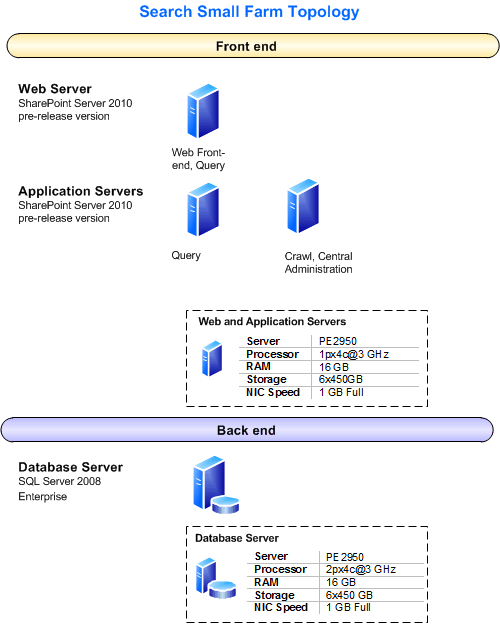 Search Small Farm Topology
Front end
Web Server
SharePoint Server 2010
pre-release version
Web Front-
end, Query
Application Servers
SharePoint Server 2010
pre-release version
Query
Crawl, Central
Administration
Web and Application Servers
Server PE2950
Processor 1px4c@3 GHz
RAM 16 GB
Storage 6x450GB
NIC Speed 1 GB Full
Back end
Database Server
SQL Server 2008
Enterprise
Database Server
Server PE 2950
Processor 2px4c@3 GHz
RAM 16 GB
Storage 6x450 GB
NIC Speed 1 GB Full